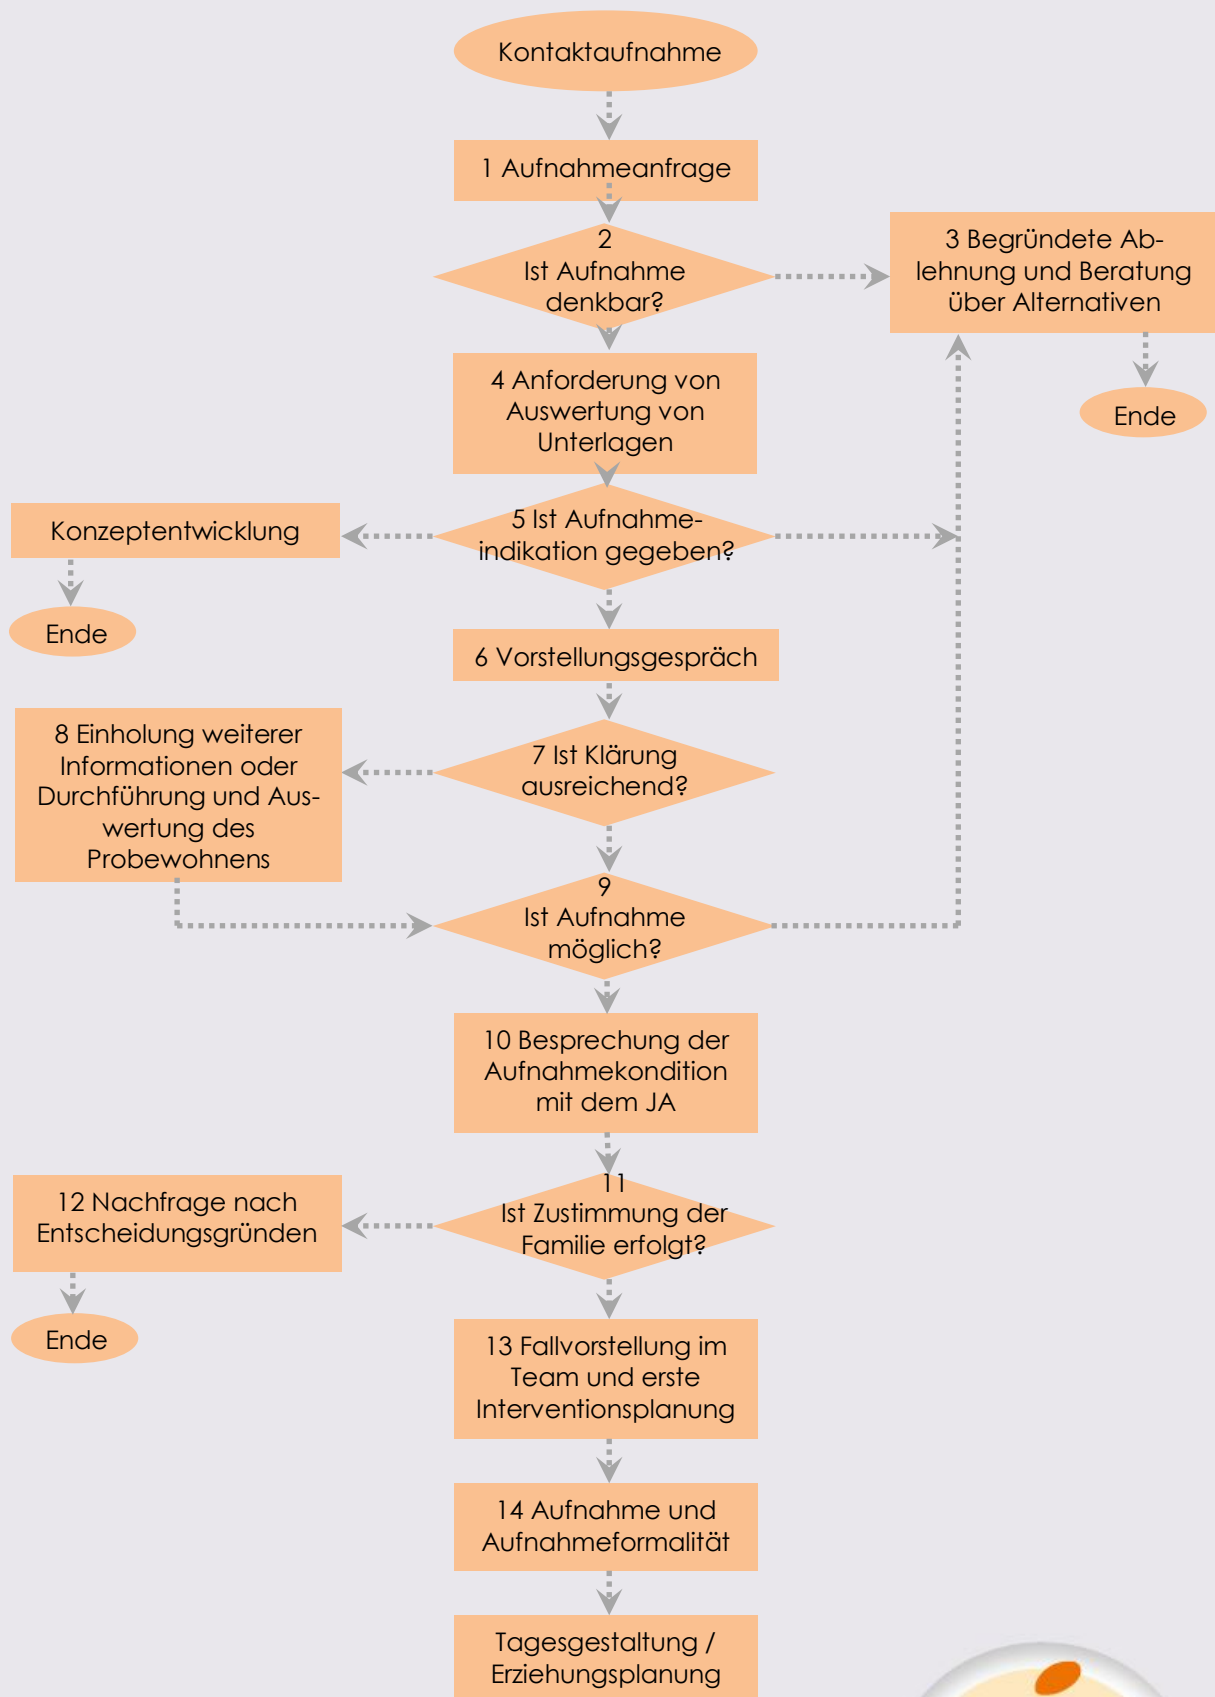 Kontaktaufnahme
1 Aufnahmeanfrage
2
Ist Aufnahme
denkbar?
3 Begründete Ab-
lehnung und Beratung
über Alternativen
Ende
4 Anforderung von
Auswertung von
Unterlagen
5 Ist Aufnahme-
indikation gegeben?
Konzeptentwicklung
Ende
6 Vorstellungsgespräch
7 Ist Klärung
ausreichend?
8 Einholung weiterer
Informationen oder
Durchführung und Aus-
wertung des
Probewohnens
9
Ist Aufnahme
möglich?
10 Besprechung der
Aufnahmekondition
mit dem JA
11
Ist Zustimmung der
Familie erfolgt?
12 Nachfrage nach
Entscheidungsgründen
Ende
13 Fallvorstellung im
Team und erste
Interventionsplanung
14 Aufnahme und
Aufnahmeformalität
Tagesgestaltung /
Erziehungsplanung